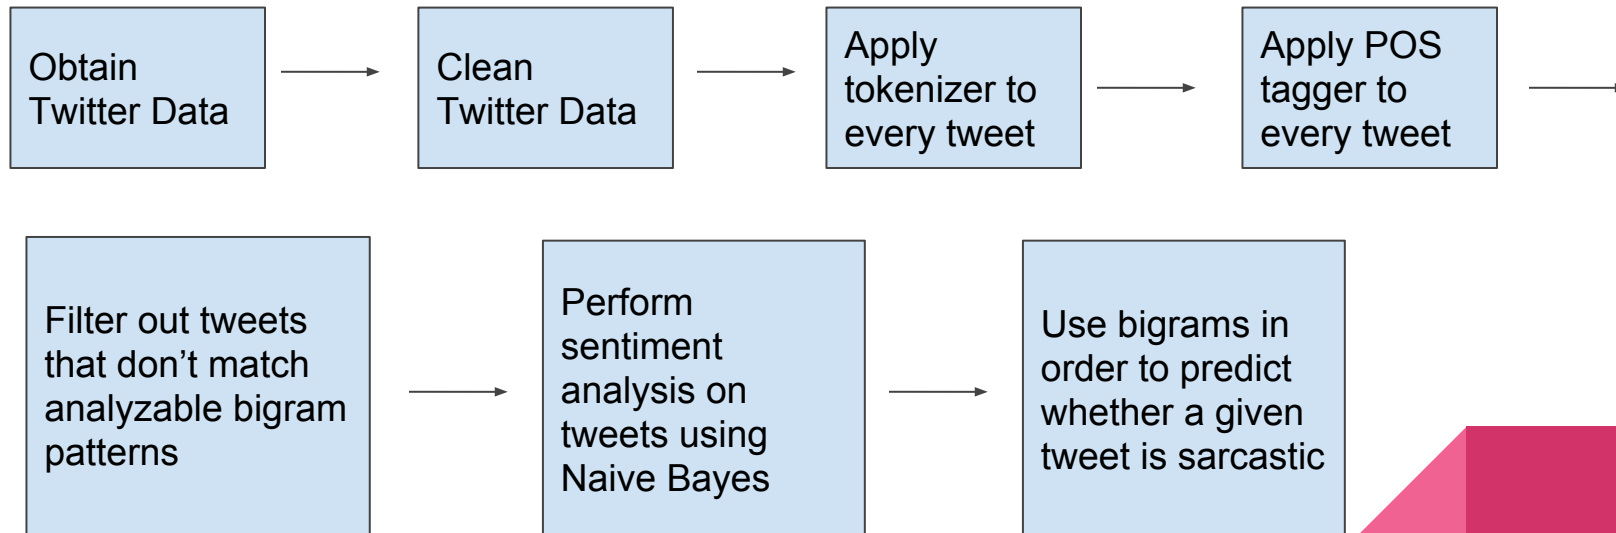 Obtain
Twitter Data
Clean
Twitter Data
Apply
tokenizer to
every tweet
Apply POS
tagger to
every tweet
Filter out tweets
that don’t match
analyzable bigram
patterns
Perform
sentiment
analysis on
tweets using
Naive Bayes
Use bigrams in
order to predict
whether a given
tweet is sarcastic